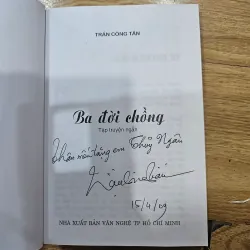 TRẦN CÔNG TẤN
Ba đời chồng
Tập truyện ngắn
Thân mến tặng em Thủy Ngân
15/4/09
NHÀ XUẤT BẢN VĂN NGHỆ TP HỒ CHÍ MINH